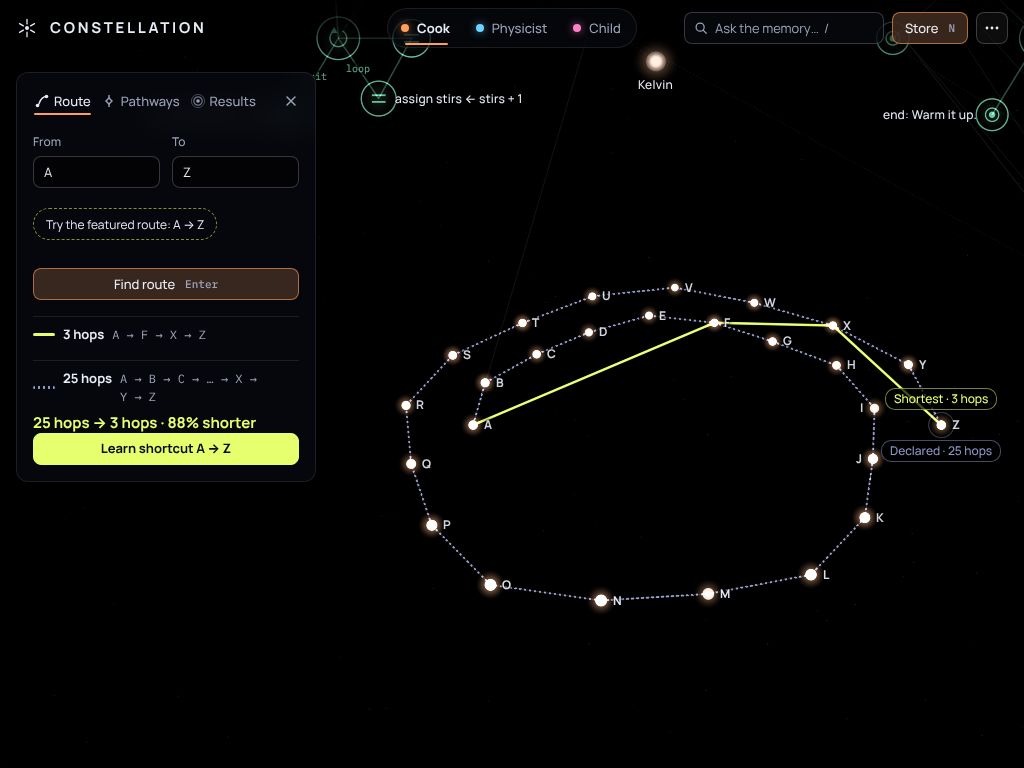 CONSTELLATION
Cook
Physicist
Child
Ask the memory... /
Store N
loop
it
assign stirs ← stirs + 1
Kelvin
end: Warm it up.
Route
Pathways
Results
From
To
A
Z
Try the featured route: A → Z
Find route Enter
3 hops A → F → X → Z
25 hops A → B → C → … → X →
Y → Z
25 hops → 3 hops · 88% shorter
Learn shortcut A → Z
V
U
W
E
T
F
X
D
G
S
C
H
Y
B
Shortest · 3 hops
R
I
A
Z
Declared · 25 hops
J
Q
K
P
L
O
M
N